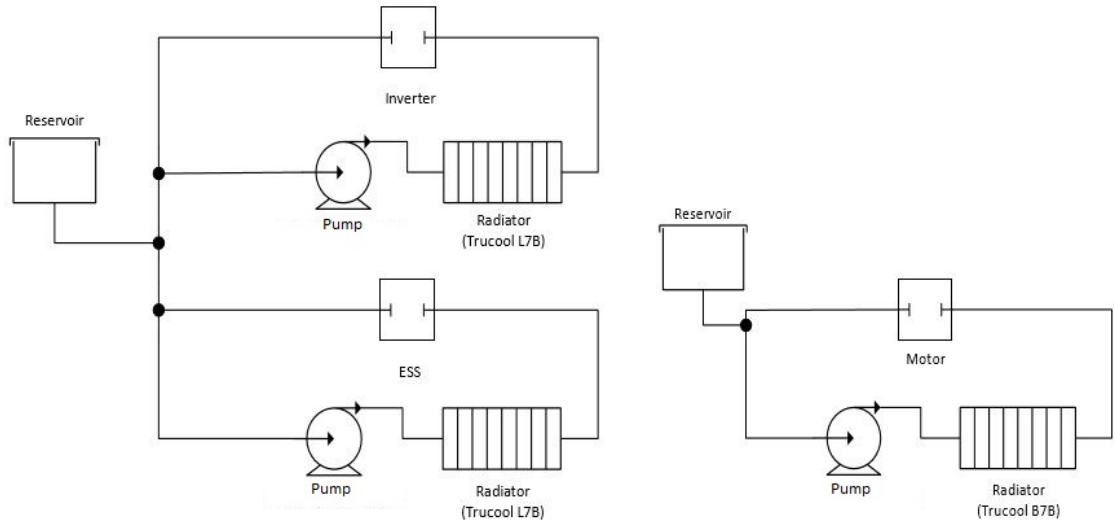 Inverter
Reservoir
Pump
Radiator
(Trucool L7B)
ESS
Pump
Radiator
(Trucool L7B)
Reservoir
Motor
Pump
Radiator
(Trucool B7B)